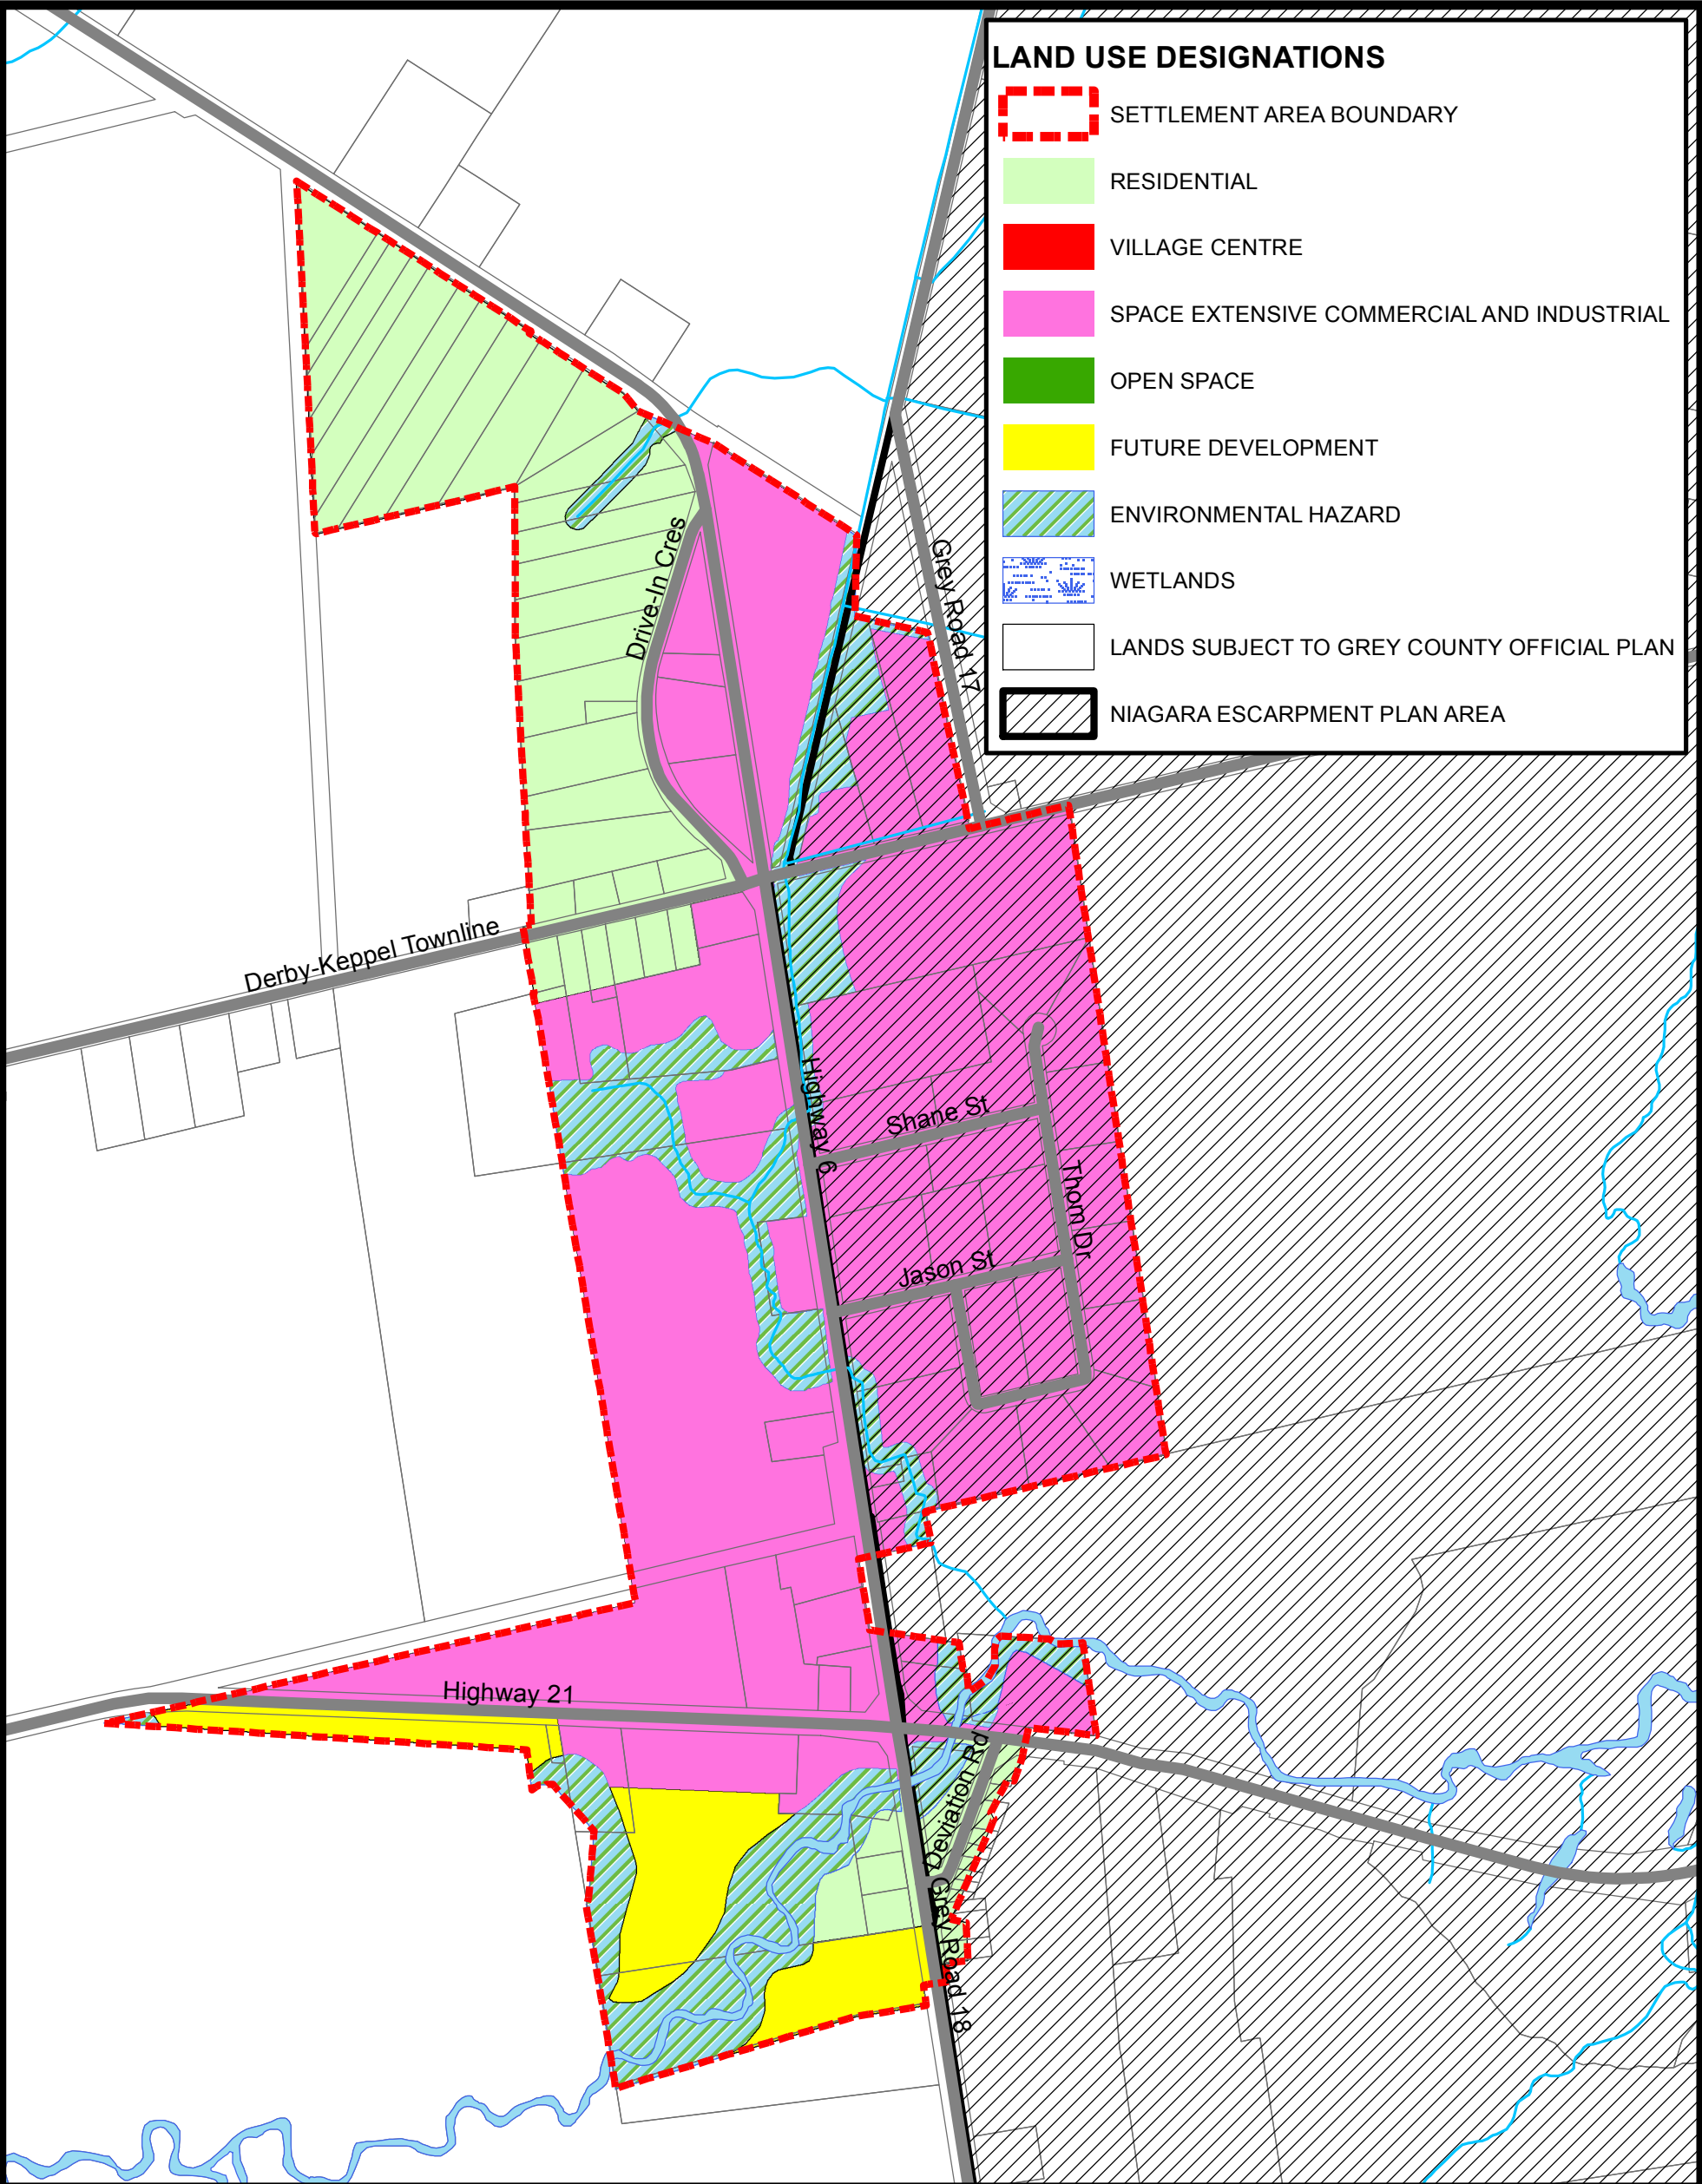 LAND USE DESIGNATIONS
SETTLEMENT AREA BOUNDARY
RESIDENTIAL
VILLAGE CENTRE
SPACE EXTENSIVE COMMERCIAL AND INDUSTRIAL
OPEN SPACE
FUTURE DEVELOPMENT
ENVIRONMENTAL HAZARD
WETLANDS
LANDS SUBJECT TO GREY COUNTY OFFICIAL PLAN
NIAGARA ESCARPMENT PLAN AREA
Drive-In Cres
Grey Road 17
Derby-Keppel Townline
Highway 6
Shane St
Thom Dr
Jason St
Highway 21
Deviation Rd
Grey Road 18